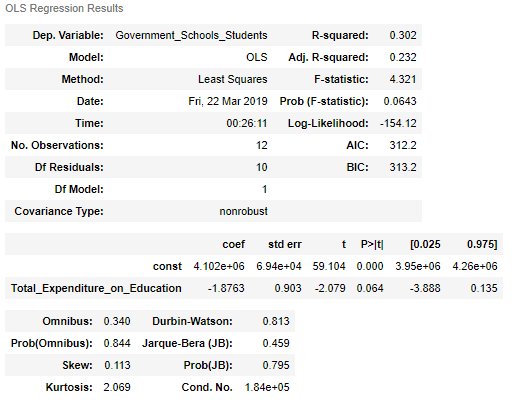 OLS Regression Results
Dep. Variable: Government_Schools_Students R-squared: 0.302
Model: OLS Adj. R-squared: 0.232
Method: Least Squares F-statistic: 4.321
Date: Fri, 22 Mar 2019 Prob (F-statistic): 0.0643
Time: 00:26:11 Log-Likelihood: -154.12
No. Observations: 12 AIC: 312.2
Df Residuals: 10 BIC: 313.2
Df Model: 1
Covariance Type: nonrobust
coef std err t P>|t| [0.025 0.975]
const 4.102e+06 6.94e+04 59.104 0.000 3.95e+06 4.26e+06
Total_Expenditure_on_Education -1.8763 0.903 -2.079 0.064 -3.888 0.135
Omnibus: 0.340 Durbin-Watson: 0.813
Prob(Omnibus): 0.844 Jarque-Bera (JB): 0.459
Skew: 0.113 Prob(JB): 0.795
Kurtosis: 2.069 Cond. No. 1.84e+05